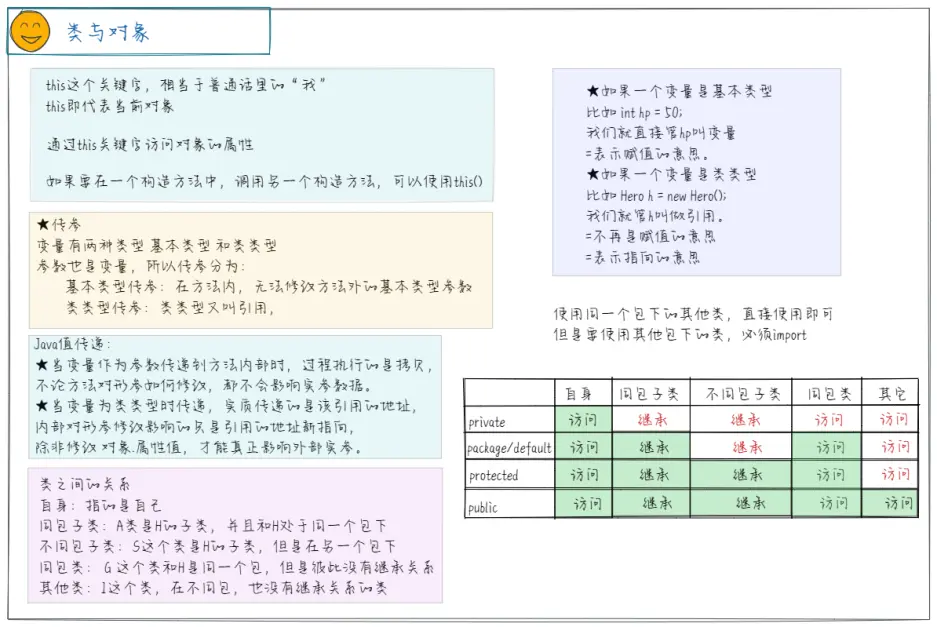 类与对象
this这个关键字，相当于普通话里的“我”
this即代表当前对象
通过this关键字访问对象的属性
如果要在一个构造方法中，调用另一个构造方法，可以使用this()
★传参
变量有两种类型 基本类型 和类类型
参数也是变量，所以传参分为：
基本类型传参：在方法内，无法修改方法外的基本类型参数
类类型传参：类类型又叫引用，
Java值传递：
★当变量作为参数传递到方法内部时，过程执行的是拷贝，
不论方法对形参如何修改，都不会影响实参数据。
★当变量为类类型时传递，实质传递的是该引用的地址，
内部对形参修改影响的只是引用的地址新指向，
除非修改 对象.属性值，才能真正影响外部实参。
类之间的关系
自身：指的是自己
同包子类：A类是H的子类，并且和H处于同一个包下
不同包子类：S这个类是H的子类，但是在另一个包下
同包类：G 这个类和H是同一个包，但是彼此没有继承关系
其他类：I这个类，在不同包，也没有继承关系的类
★如果一个变量是基本类型
比如 int hp = 50;
我们就直接管hp叫变量
=表示赋值的意思。
★如果一个变量是类类型
比如 Hero h = new Hero();
我们就管h叫做引用。
=不再是赋值的意思
=表示指向的意思
使用同一个包下的其他类，直接使用即可
但是要使用其他包下的类，必须import
自身 同包子类 不同包子类 同包类 其它
private 访问 继承 继承 访问 访问
package/default 访问 继承 继承 访问 访问
protected 访问 继承 继承 访问 访问
public 访问 继承 继承 访问 访问